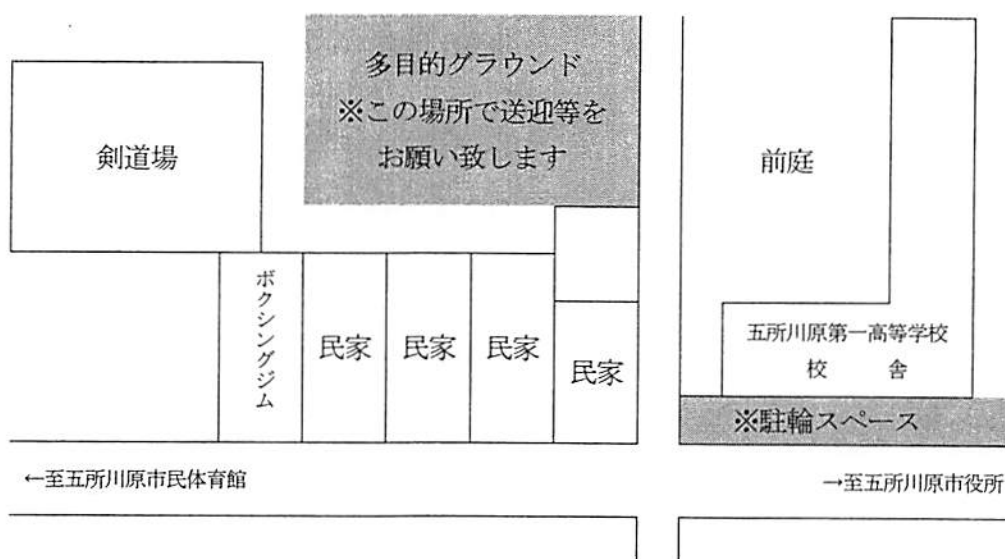 多目的グラウンド
※この場所で送迎等を
お願い致します
剣道場
前庭
ボクシングジム
民家
民家
民家
民家
五所川原第一高等学校
校　舎
※駐輪スペース
←至五所川原市民体育館
→至五所川原市役所